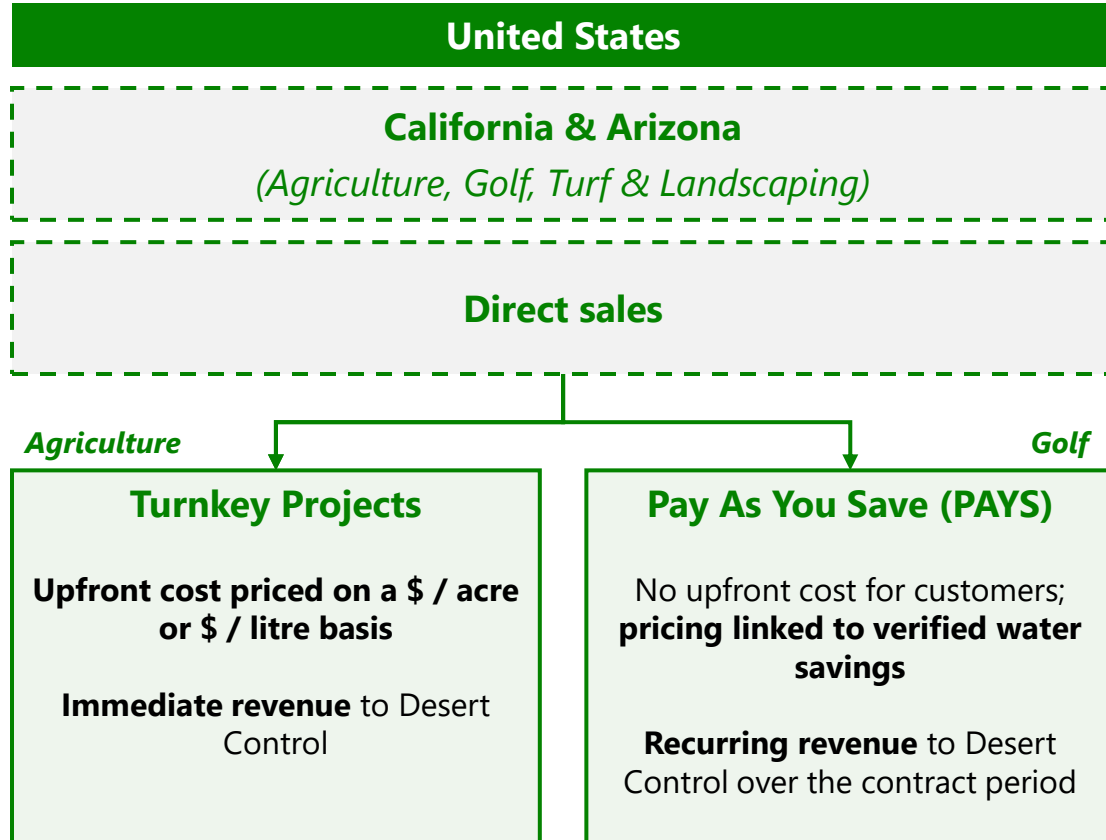 United States
California & Arizona
(Agriculture, Golf, Turf & Landscaping)
Direct sales
Agriculture
Golf
Turnkey Projects
Upfront cost priced on a $ / acre
or $ / litre basis
Immediate revenue to Desert
Control
Pay As You Save (PAYS)
No upfront cost for customers;
pricing linked to verified water
savings
Recurring revenue to Desert
Control over the contract period